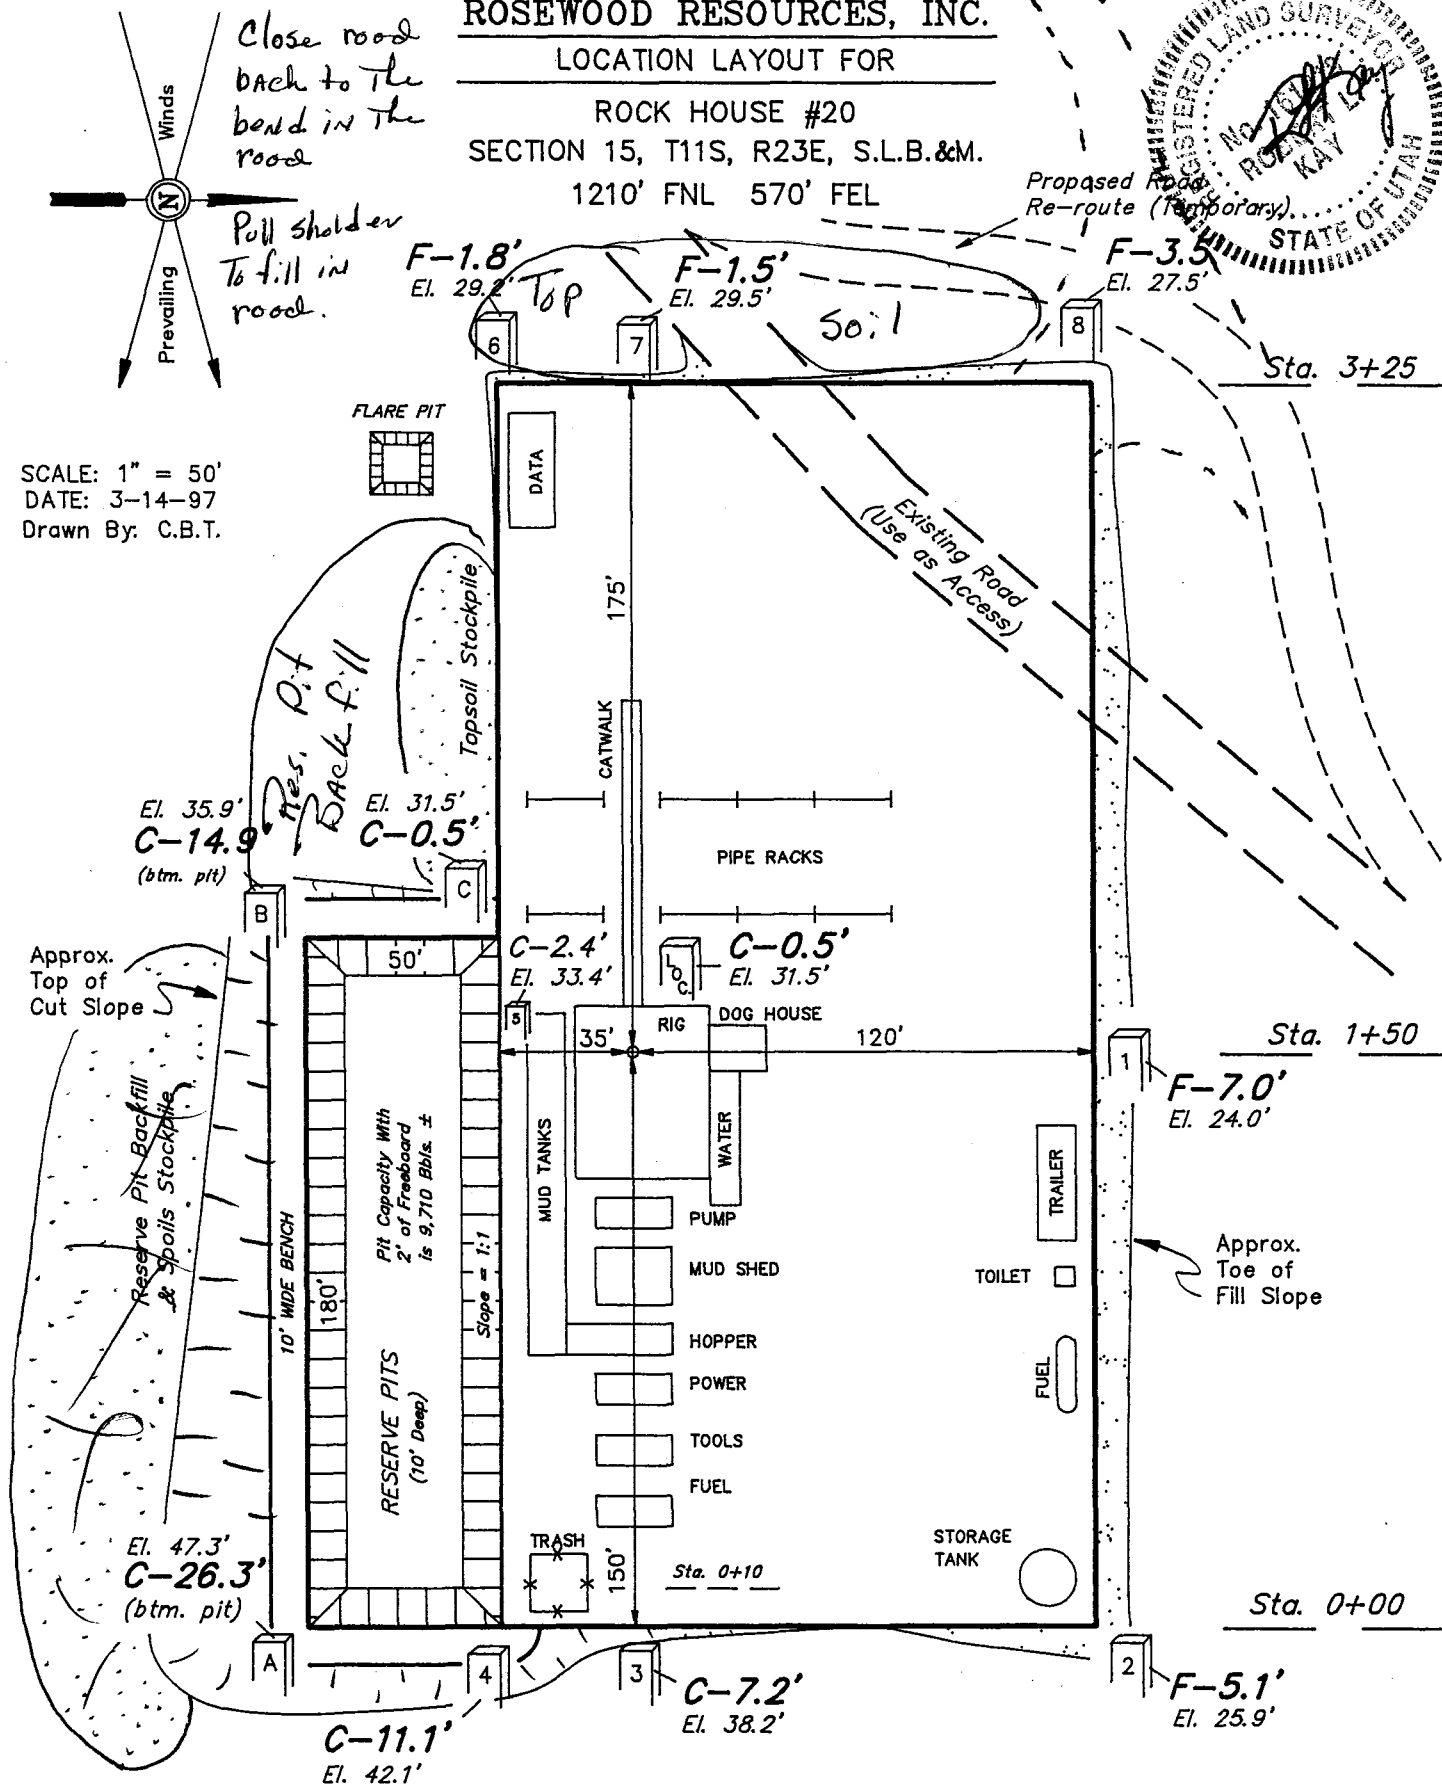 ROSEWOOD RESOURCES, INC.
LOCATION LAYOUT FOR
ROCK HOUSE #20
SECTION 15, T11S, R23E, S.L.B.&M.
1210' FNL 570' FEL
Close road
back to The
bend in The
road
Pull sholder
To fill in
road.
Winds
N
Prevailing
REGISTERED LAND SURVEYOR
No.
KAY
STATE OF UTAH
Proposed Road
Re-route (Temporary)
F-1.8'
El. 29.2'
Top
Soil
F-1.5'
El. 29.5'
F-3.5'
El. 27.5'
6
7
8
Sta. 3+25
FLARE PIT
SCALE: 1" = 50'
DATE: 3-14-97
Drawn By: C.B.T.
DATA
175'
Existing Road
(Use as Access)
Topsoil Stockpile
Res. Pit
Back fill
CATWALK
El. 35.9'
C-14.9'
(btm. pit)
El. 31.5'
C-0.5'
B
C
PIPE RACKS
Approx.
Top of
Cut Slope
50'
C-2.4'
El. 33.4'
5
LOC.
C-0.5'
El. 31.5'
RIG
DOG HOUSE
35'
120'
1
Sta. 1+50
F-7.0'
El. 24.0'
Reserve Pit Backfill
& Spoils Stockpile
10' WIDE BENCH
180'
Pit Capacity With
2' of Freeboard
is 9,710 Bbls. ±
RESERVE PITS
(10' Deep)
Slope = 1:1
MUD TANKS
WATER
TRAILER
PUMP
MUD SHED
TOILET
HOPPER
POWER
FUEL
TOOLS
FUEL
Approx.
Toe of
Fill Slope
TRASH
150'
Sta. 0+10
STORAGE
TANK
El. 47.3'
C-26.3'
(btm. pit)
Sta. 0+00
A
4
3
2
C-11.1'
El. 42.1'
C-7.2'
El. 38.2'
F-5.1'
El. 25.9'